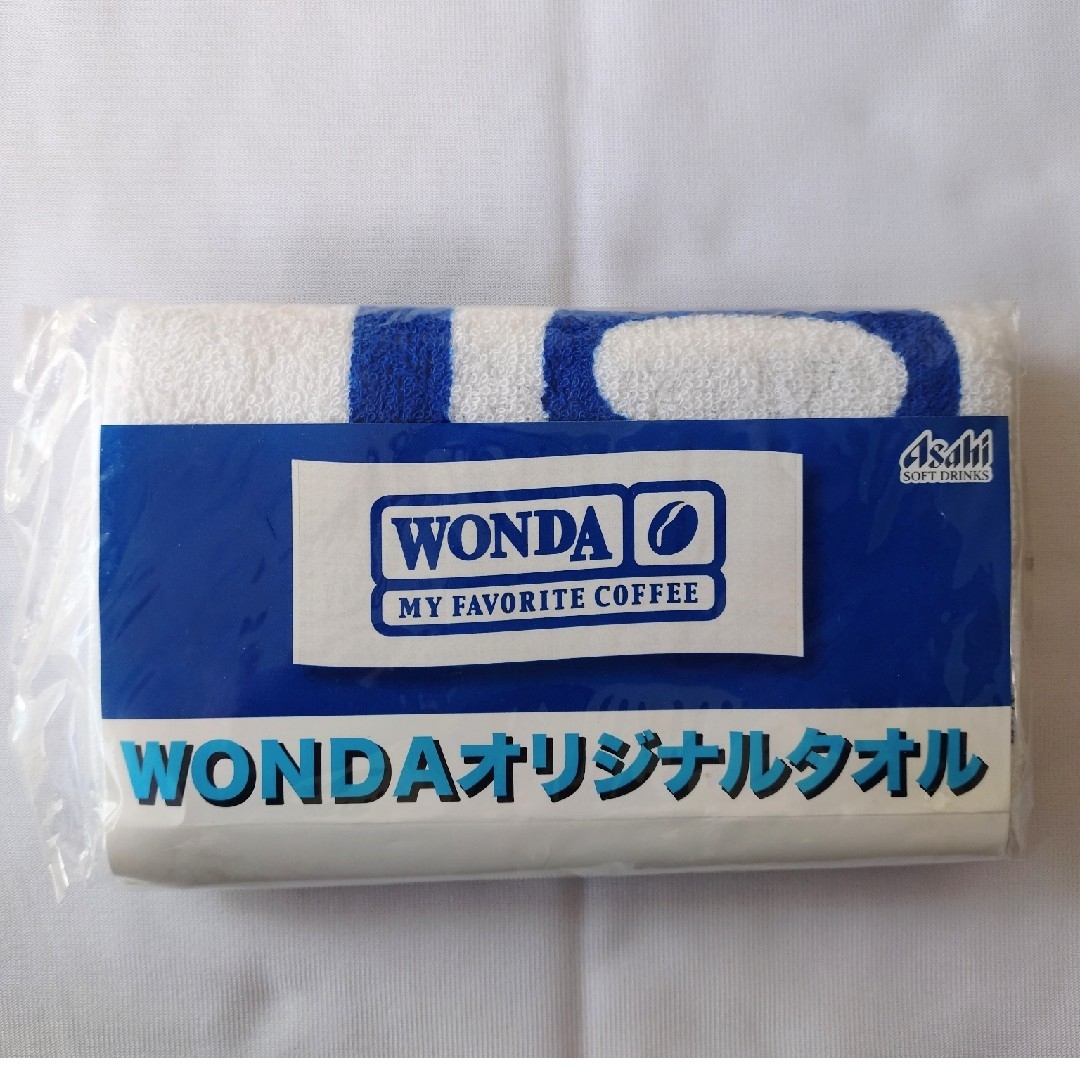 Asahi
SOFT DRINKS
WONDA
MY FAVORITE COFFEE
WONDAオリジナルタオル